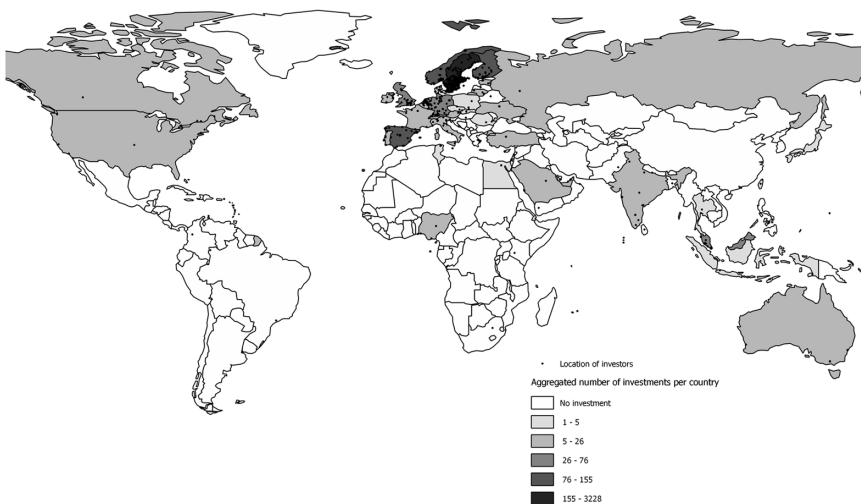 Location of investors
Aggregated number of investments per country
No investment
1 - 5
5 - 26
26 - 76
76 - 155
155 - 3228